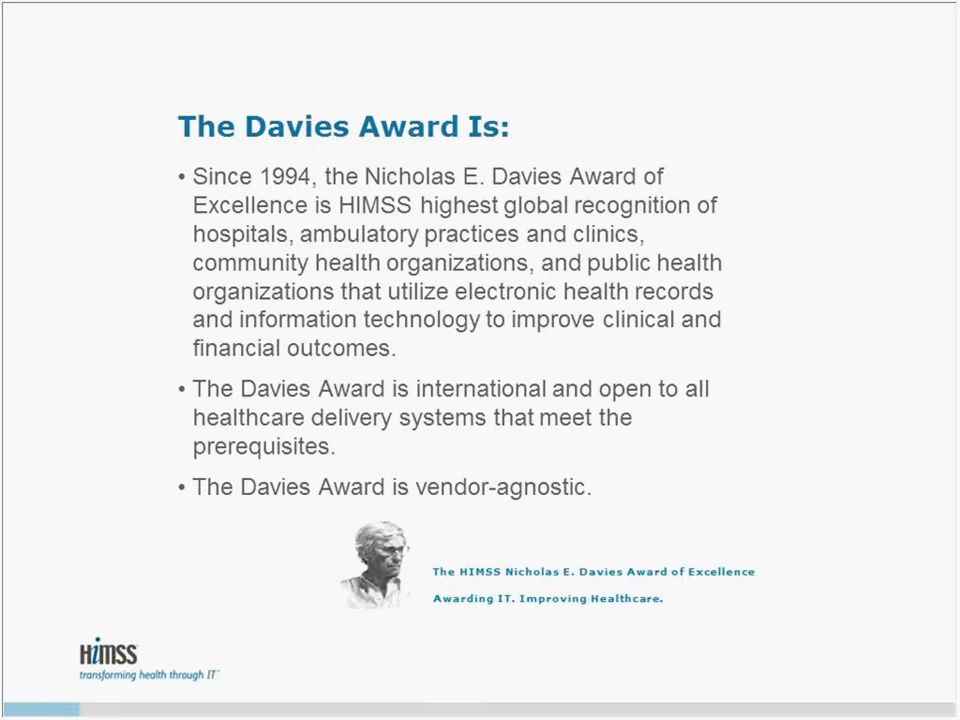 The Davies Award Is:
• Since 1994, the Nicholas E. Davies Award of
Excellence is HIMSS highest global recognition of
hospitals, ambulatory practices and clinics,
community health organizations, and public health
organizations that utilize electronic health records
and information technology to improve clinical and
financial outcomes.
• The Davies Award is international and open to all
healthcare delivery systems that meet the
prerequisites.
• The Davies Award is vendor-agnostic.
The HIMSS Nicholas E. Davies Award of Excellence
Awarding IT. Improving Healthcare.
HiMSS
transforming health through IT™